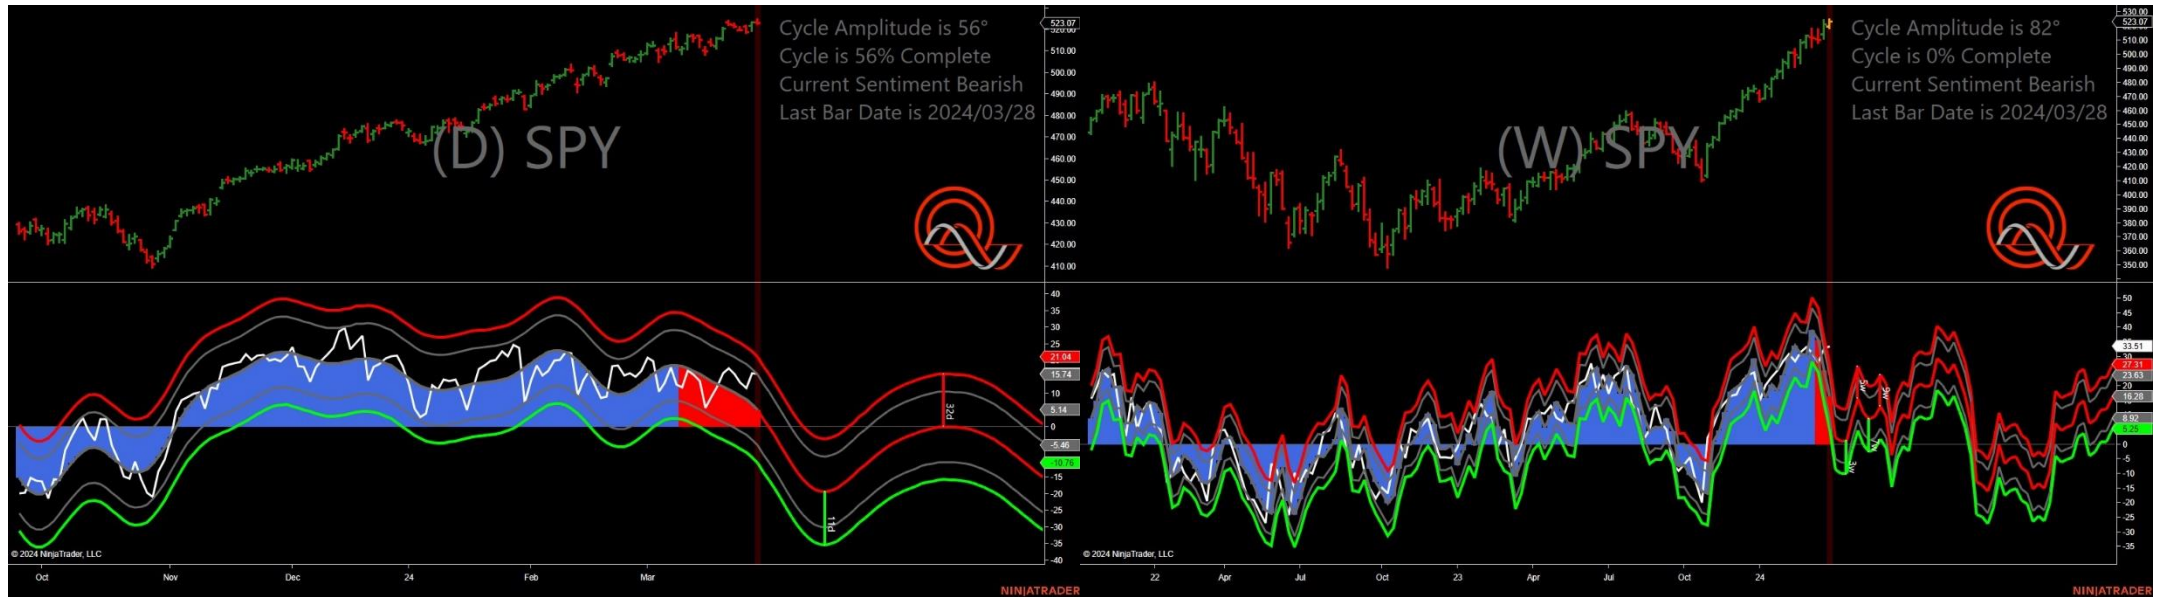 Cycle Amplitude is 56°
Cycle is 56% Complete
Current Sentiment Bearish
Last Bar Date is 2024/03/28
(D) SPY
523.07
520.00
510.00
500.00
490.00
480.00
470.00
460.00
450.00
440.00
430.00
420.00
410.00
40
35
30
25
21.04
15.74
10
5.14
0
-5.46
-10.76
-15
-20
-25
-30
-35
-40
32d
11d
© 2024 NinjaTrader, LLC
Oct
Nov
Dec
24
Feb
Mar
NINJATRADER
Cycle Amplitude is 82°
Cycle is 0% Complete
Current Sentiment Bearish
Last Bar Date is 2024/03/28
(W) SPY
530.00
523.07
510.00
500.00
490.00
480.00
470.00
460.00
450.00
440.00
430.00
420.00
410.00
400.00
390.00
380.00
370.00
360.00
350.00
50
45
40
33.51
30
27.31
23.63
20
16.28
8.92
5.25
0
-5
-10
-15
-20
-25
-30
-35
5w
9w
3w
© 2024 NinjaTrader, LLC
22
Apr
Jul
Oct
23
Apr
Jul
Oct
24
NINJATRADER